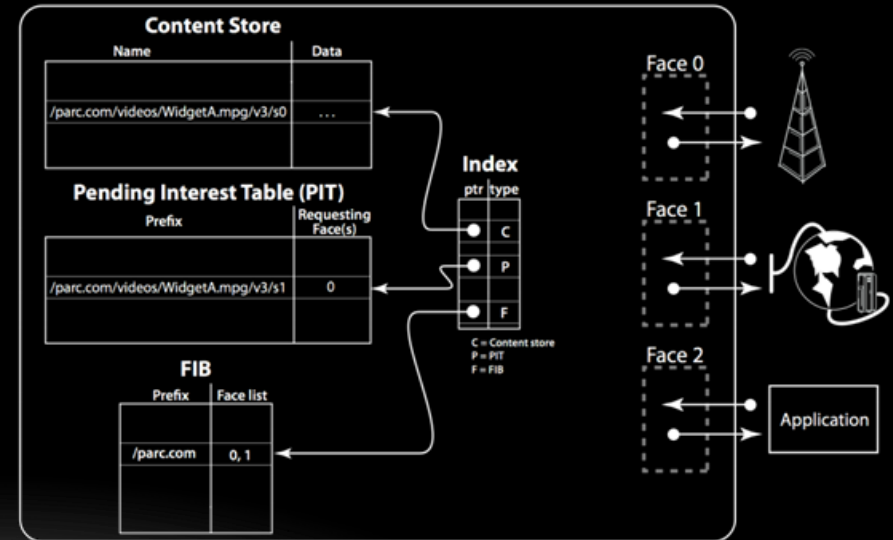 Content Store
Name Data
/parc.com/videos/WidgetA.mpg/v3/s0 ...
Pending Interest Table (PIT)
Prefix Requesting Face(s)
/parc.com/videos/WidgetA.mpg/v3/s1 0
FIB
Prefix Face list
/parc.com 0, 1
Index
ptr type
C
P
F
C = Content store
P = PIT
F = FIB
Face 0
Face 1
Face 2
Application